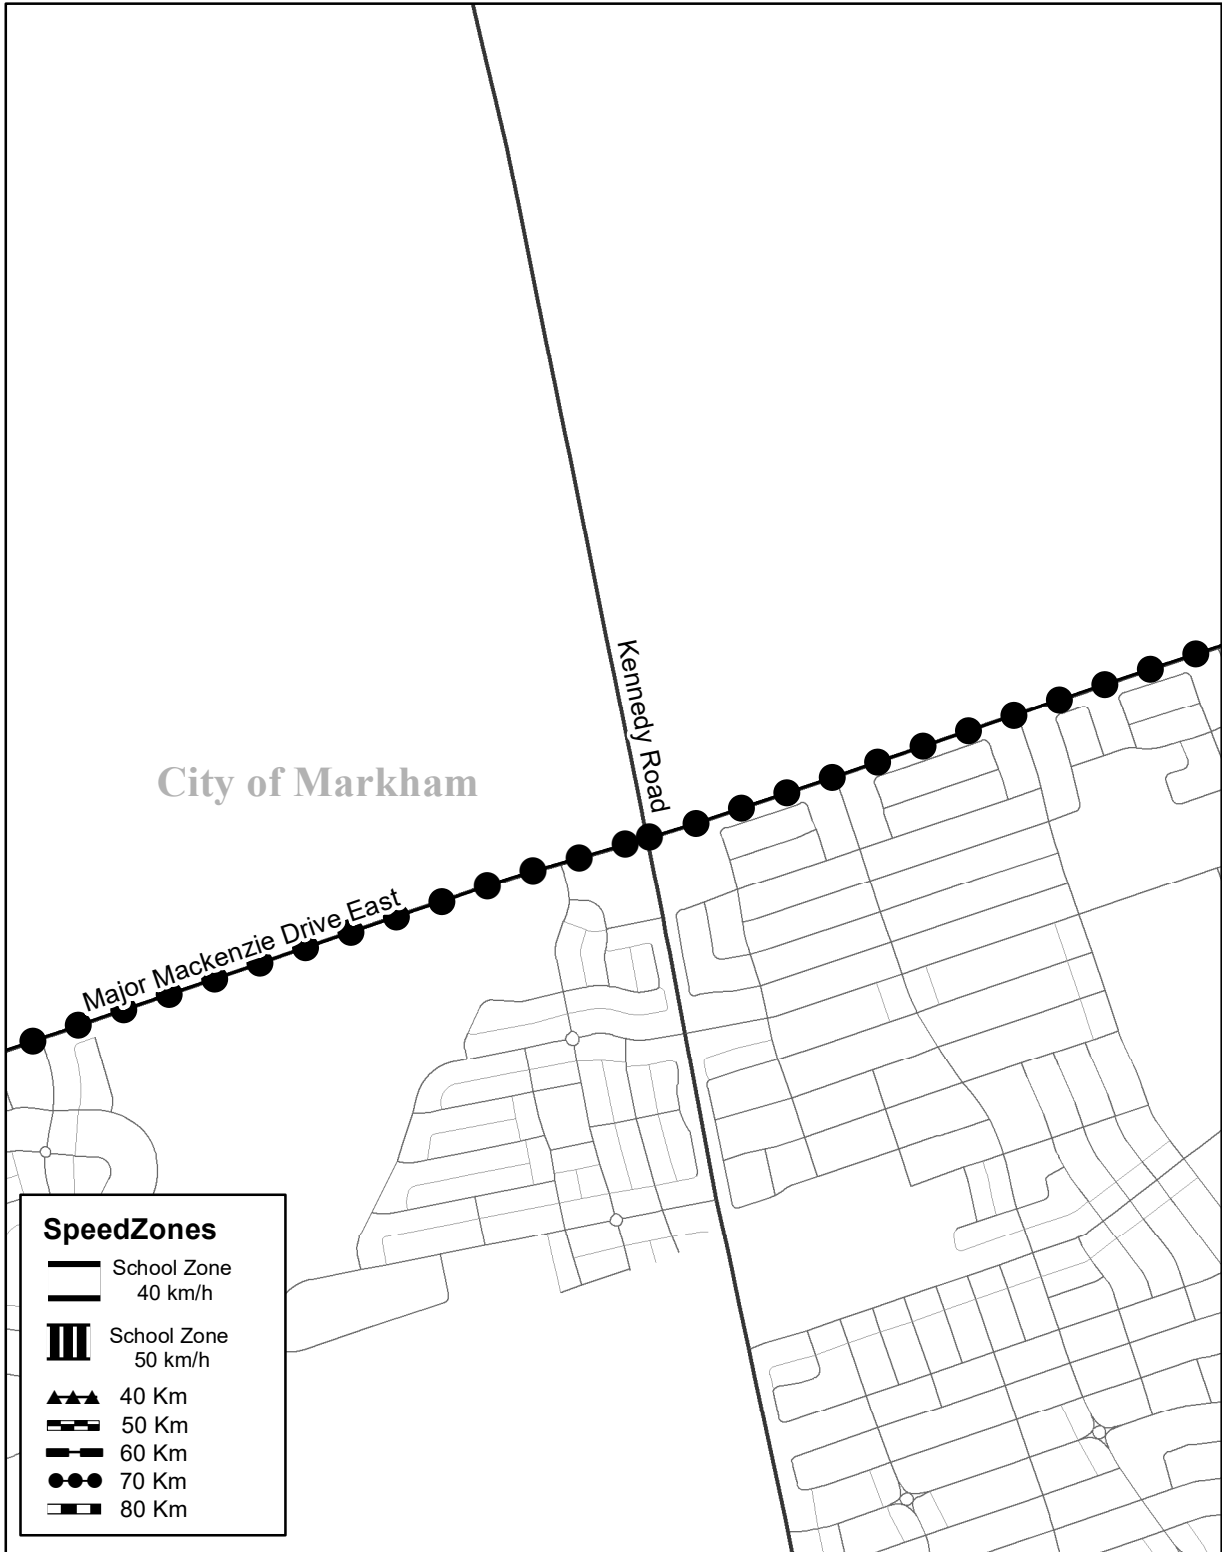 Kennedy Road
City of Markham
Major Mackenzie Drive East
SpeedZones
School Zone
40 km/h
School Zone
50 km/h
40 Km
50 Km
60 Km
70 Km
80 Km